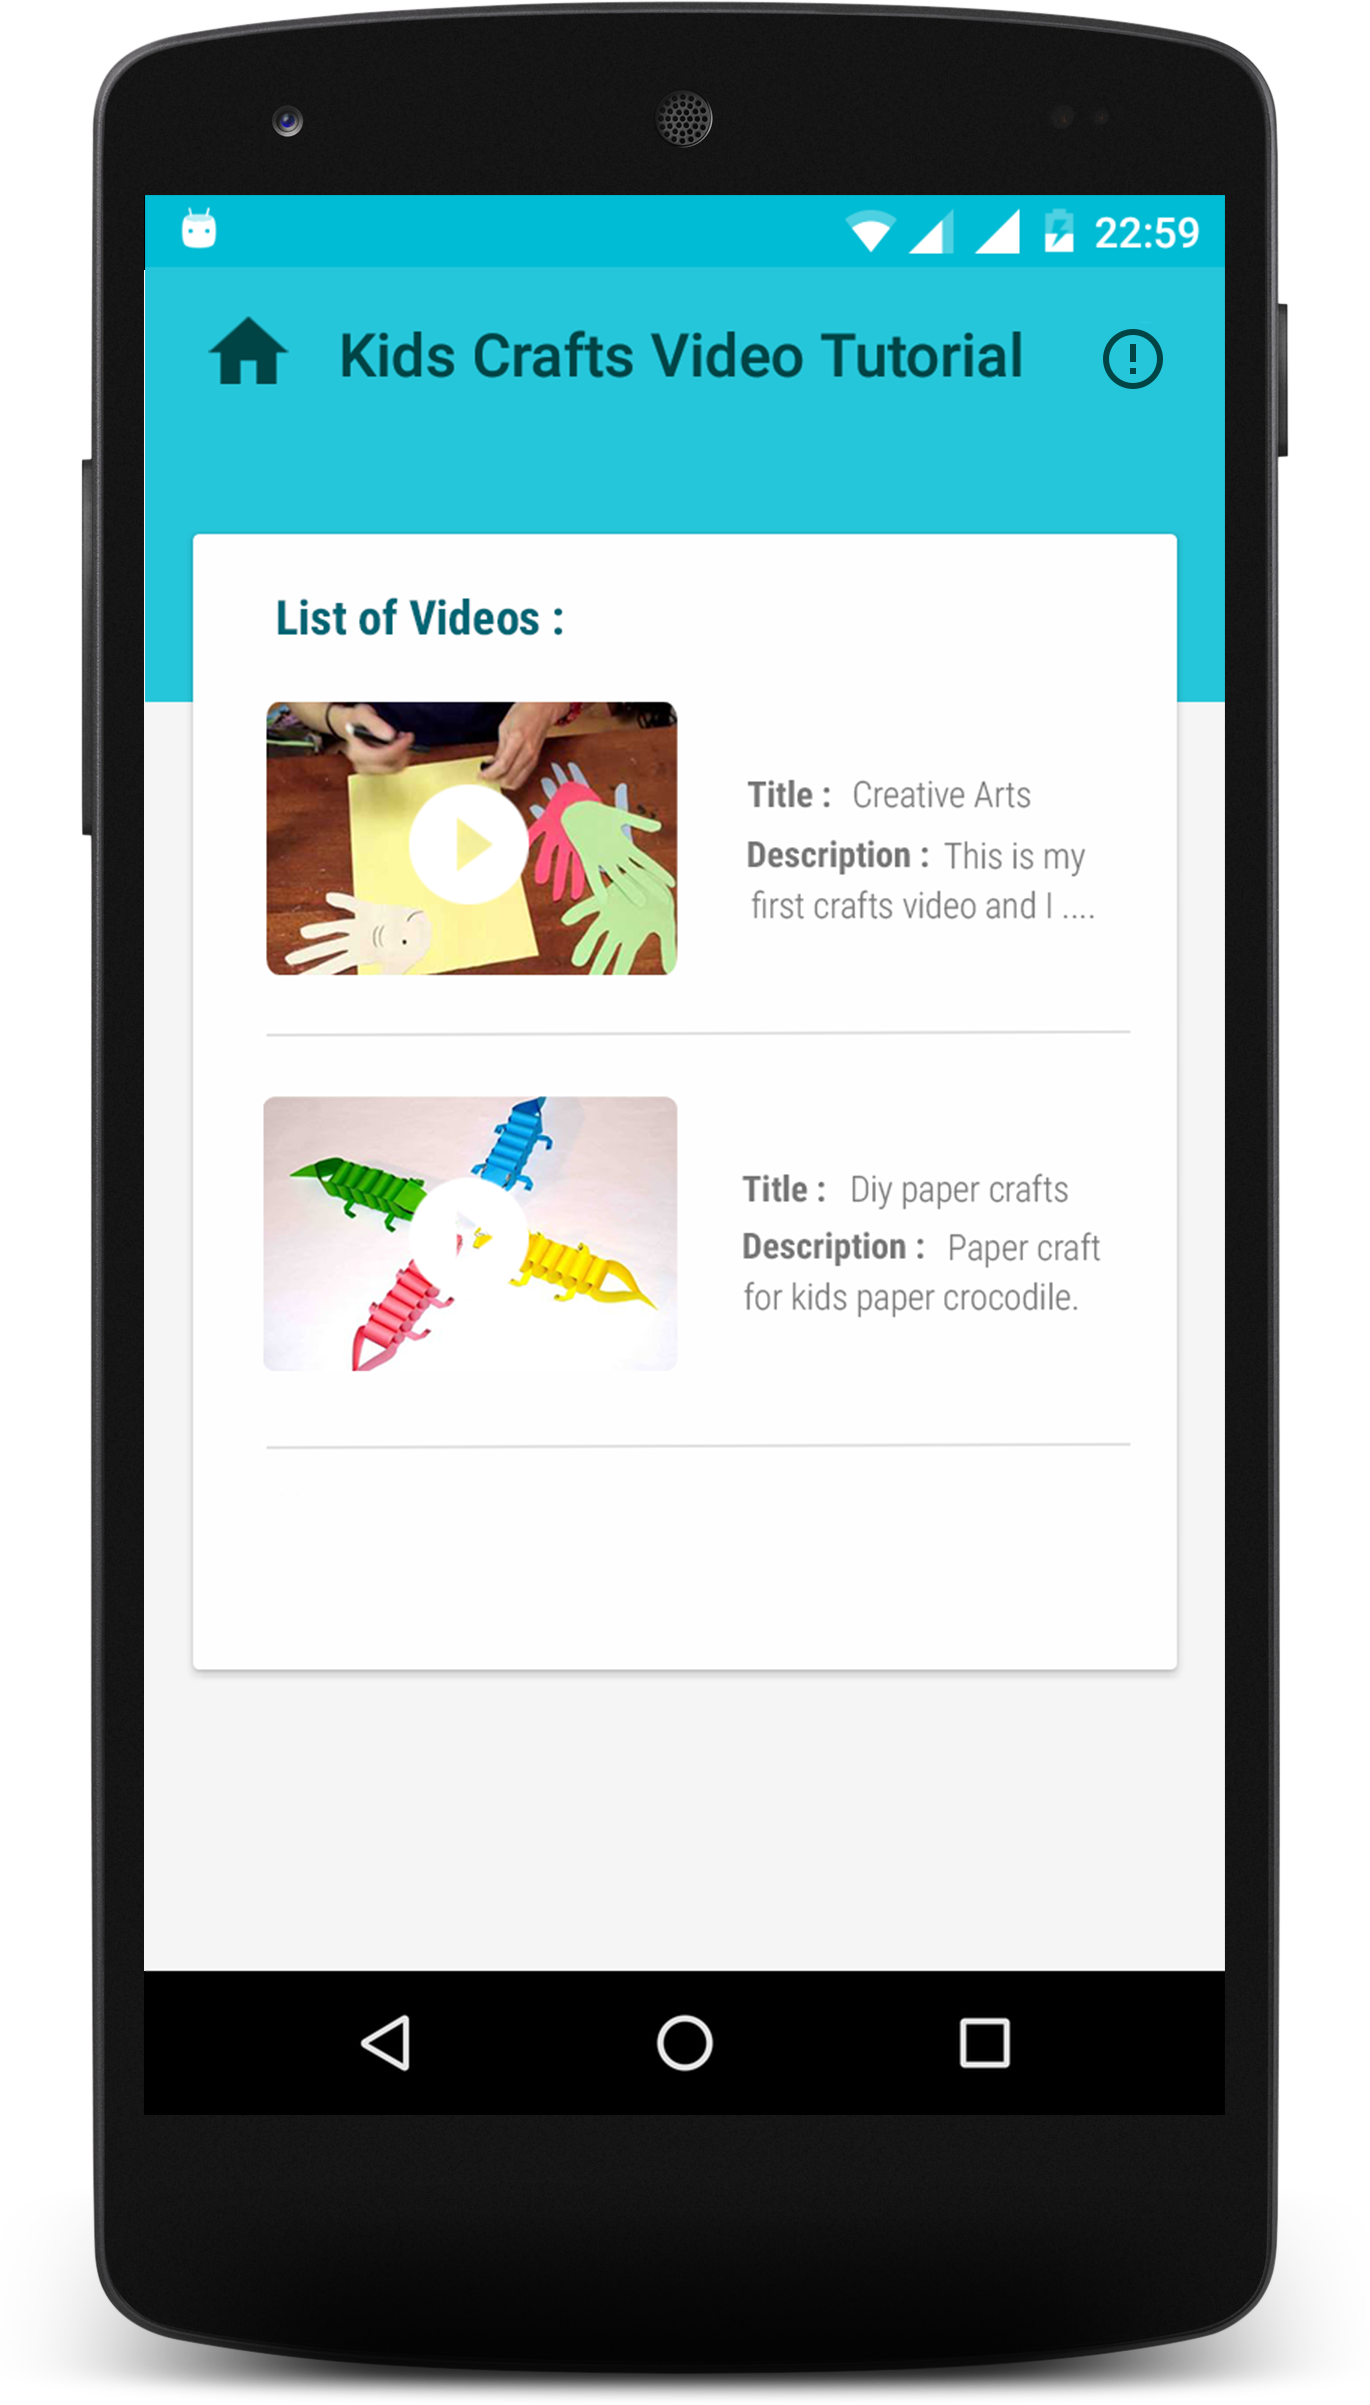 22:59
Kids Crafts Video Tutorial
List of Videos :
Title : Creative Arts
Description : This is my
first crafts video and I ....
Title : Diy paper crafts
Description : Paper craft
for kids paper crocodile.